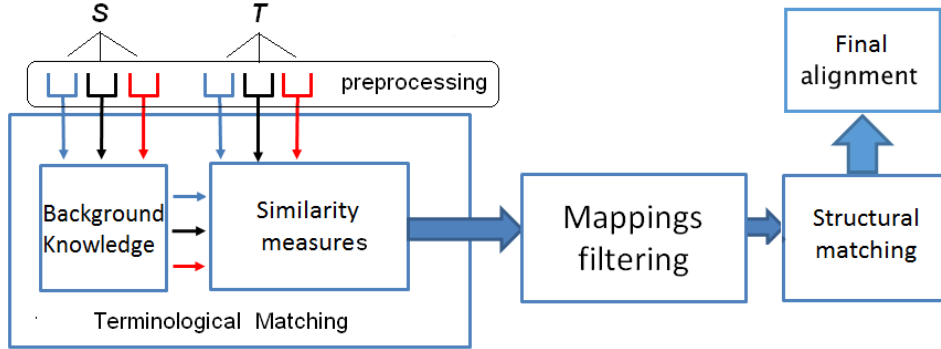 S T
preprocessing
Background
Knowledge
Similarity
measures
Terminological Matching
Mappings
filtering
Structural
matching
Final
alignment